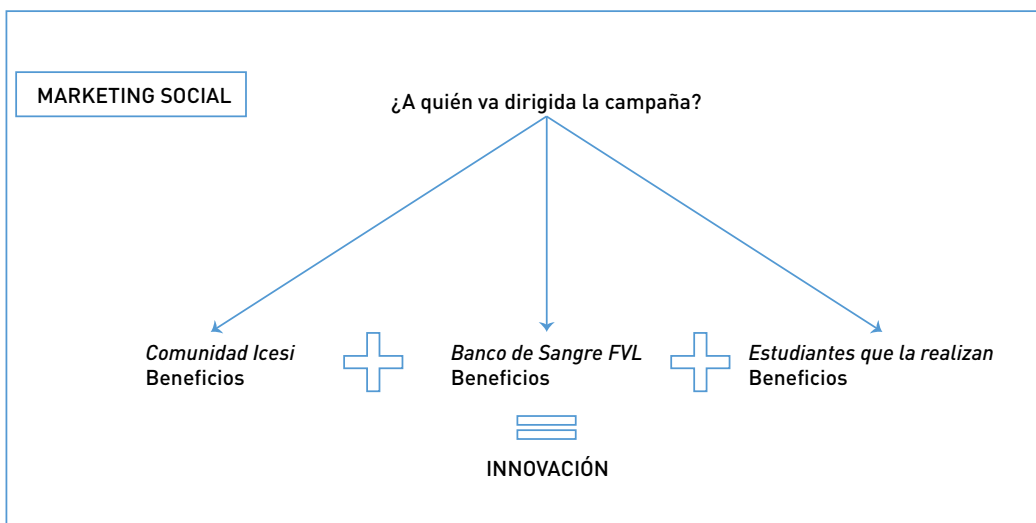 MARKETING SOCIAL
¿A quién va dirigida la campaña?
Comunidad Icesi
Beneficios
Banco de Sangre FVL
Beneficios
Estudiantes que la realizan
Beneficios
INNOVACIÓN